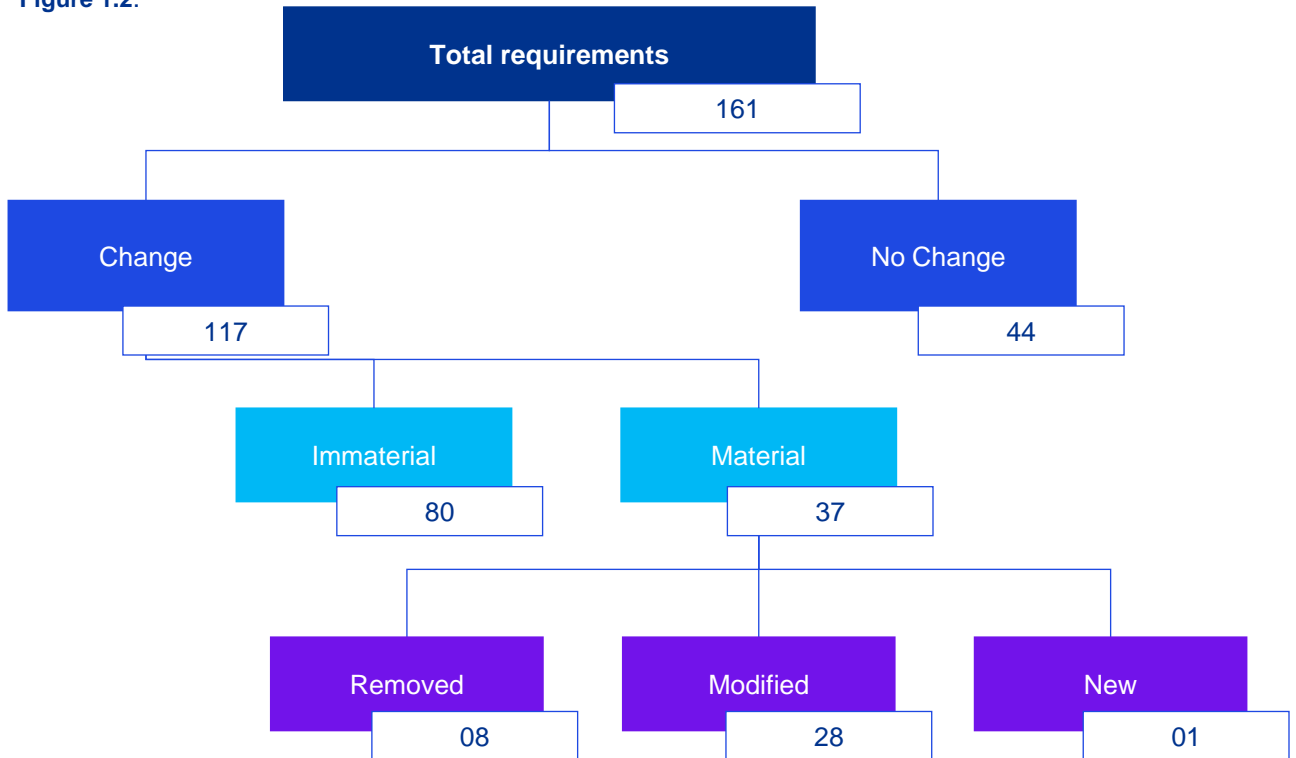 Figure 1.2.
Total requirements
161
Change
No Change
117
44
Immaterial
Material
80
37
Removed
Modified
New
08
28
01